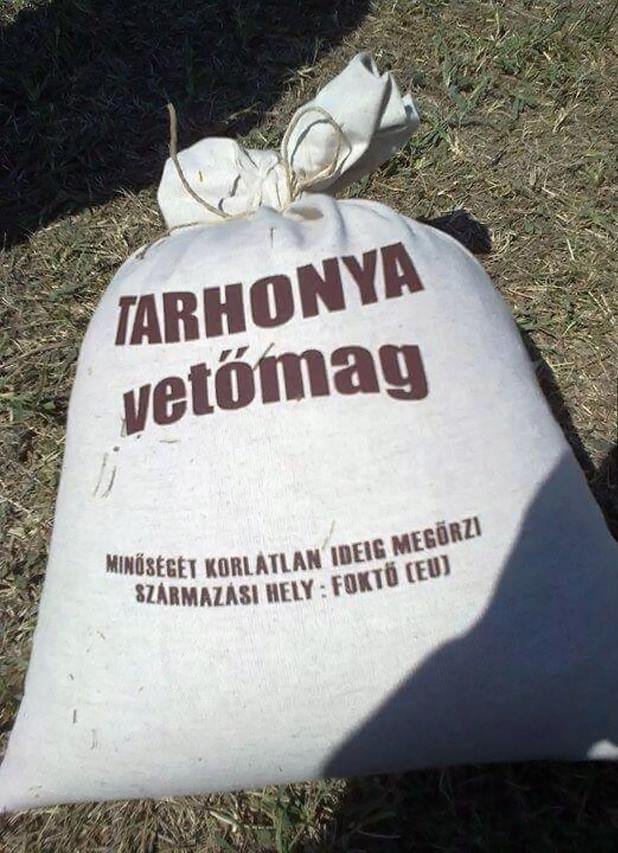 TARHONYA
vetőmag
MINŐSÉGÉT KORLÁTLAN IDEIG MEGŐRZI
SZÁRMAZÁSI HELY : FOKTŐ (EU)